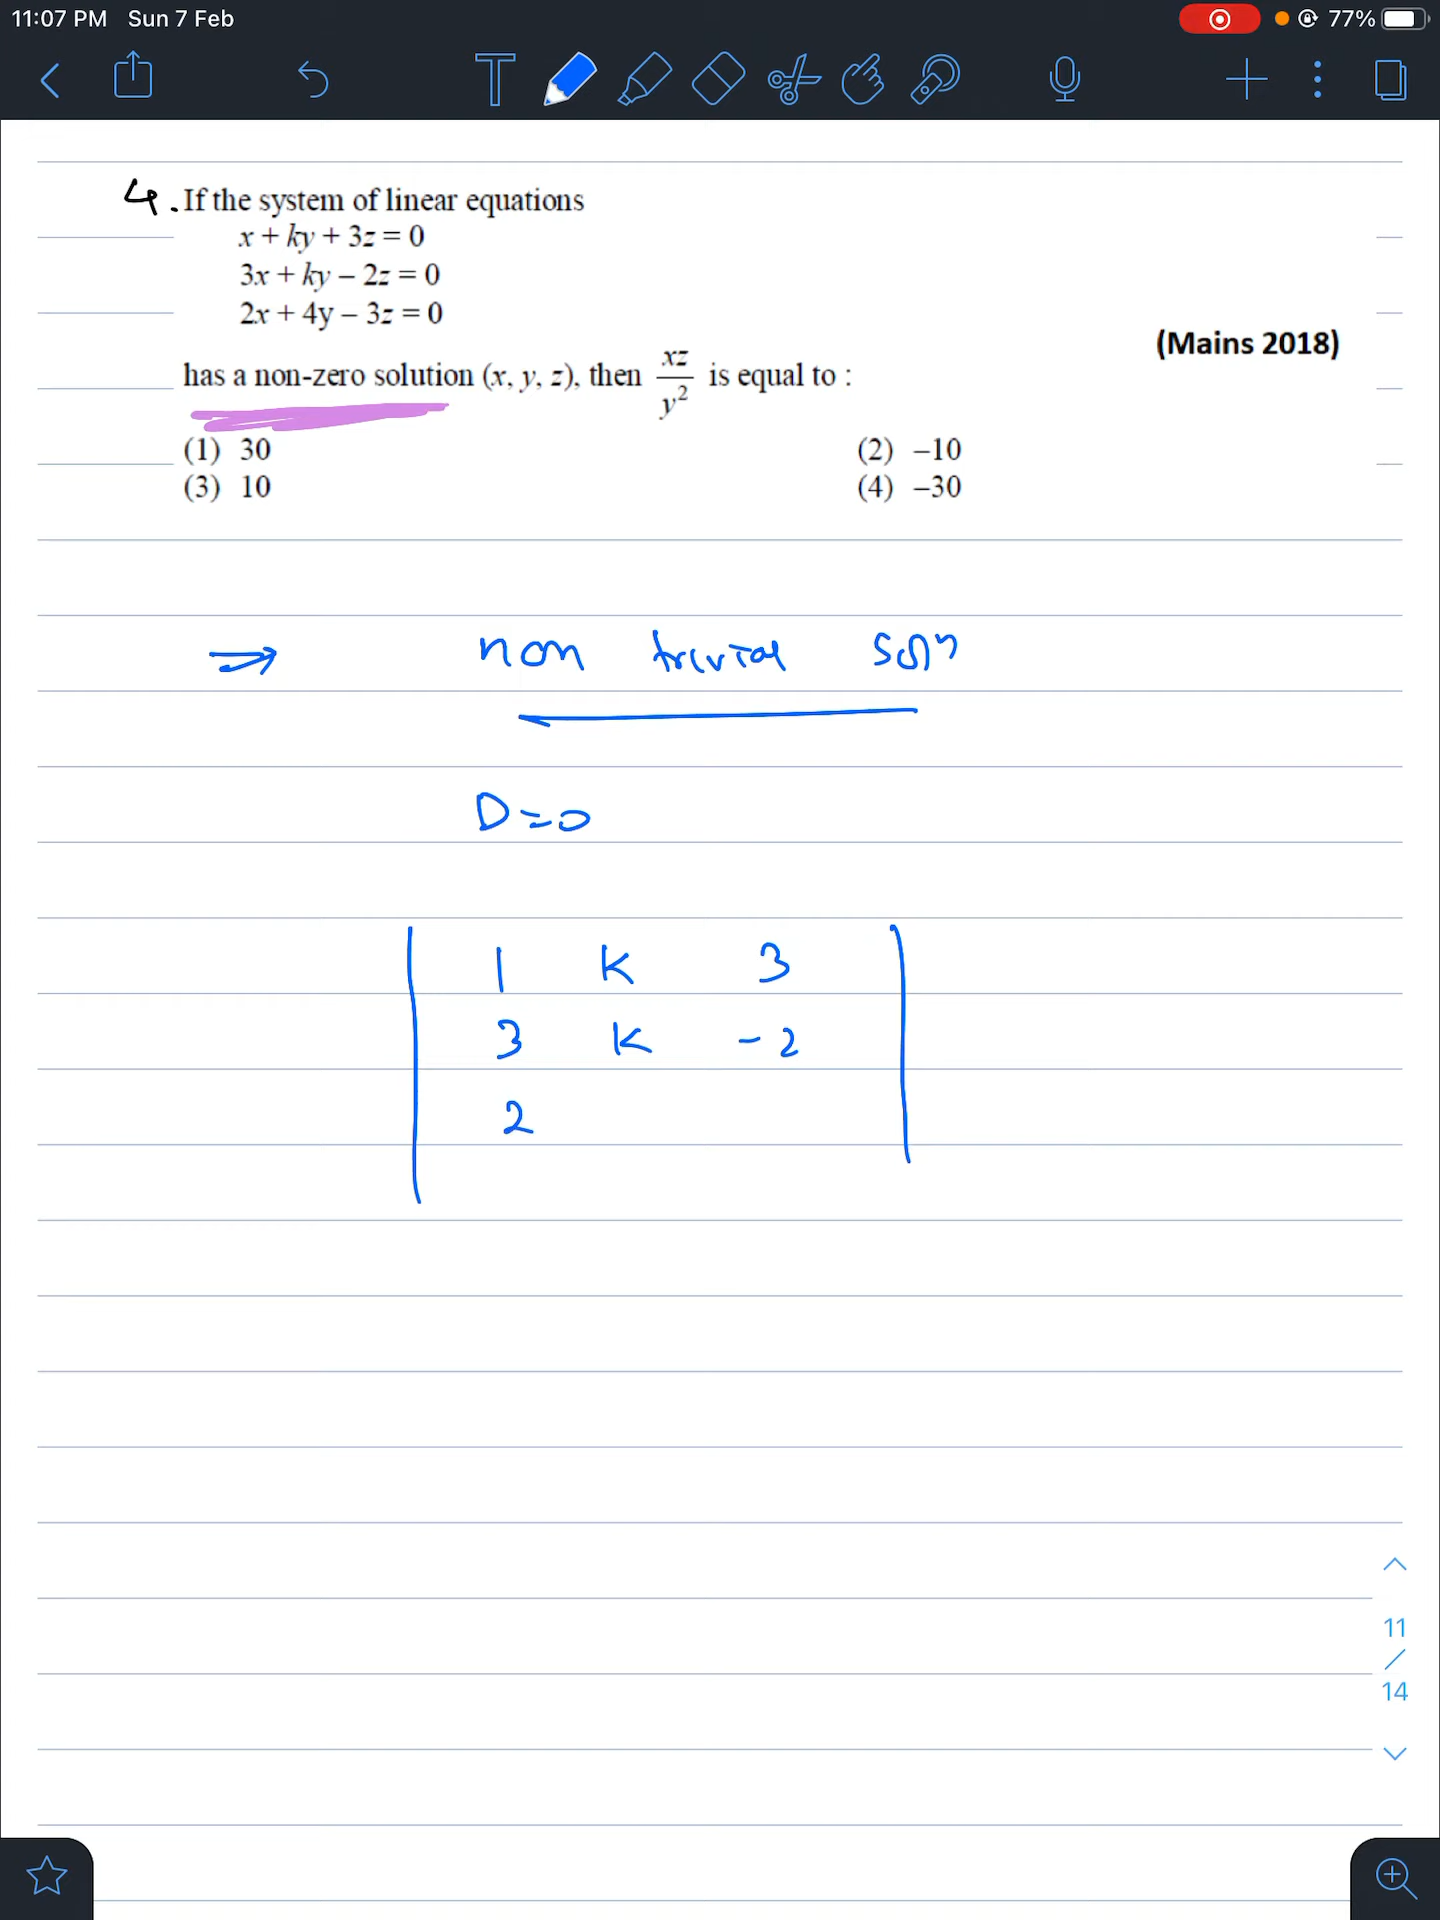 11:07 PM Sun 7 Feb 77%
4. If the system of linear equations
x + ky + 3z = 0
3x + ky – 2z = 0
2x + 4y – 3z = 0
(Mains 2018)
has a non-zero solution (x, y, z), then xz/y² is equal to :
(1) 30 (2) –10
(3) 10 (4) –30
⇒ non trivial solⁿ
D=0
1 K 3
3 K -2
2
11
/
14